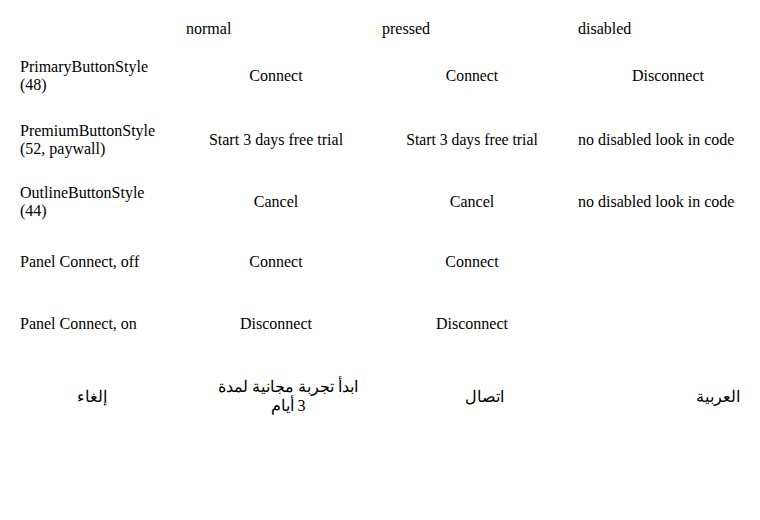 normal pressed disabled
PrimaryButtonStyle
(48)
Connect Connect Disconnect
PremiumButtonStyle
(52, paywall)
Start 3 days free trial Start 3 days free trial no disabled look in code
OutlineButtonStyle
(44)
Cancel Cancel no disabled look in code
Panel Connect, off Connect Connect
Panel Connect, on Disconnect Disconnect
العربية
اتصال
ابدأ تجربة مجانية لمدة
3 أيام
إلغاء